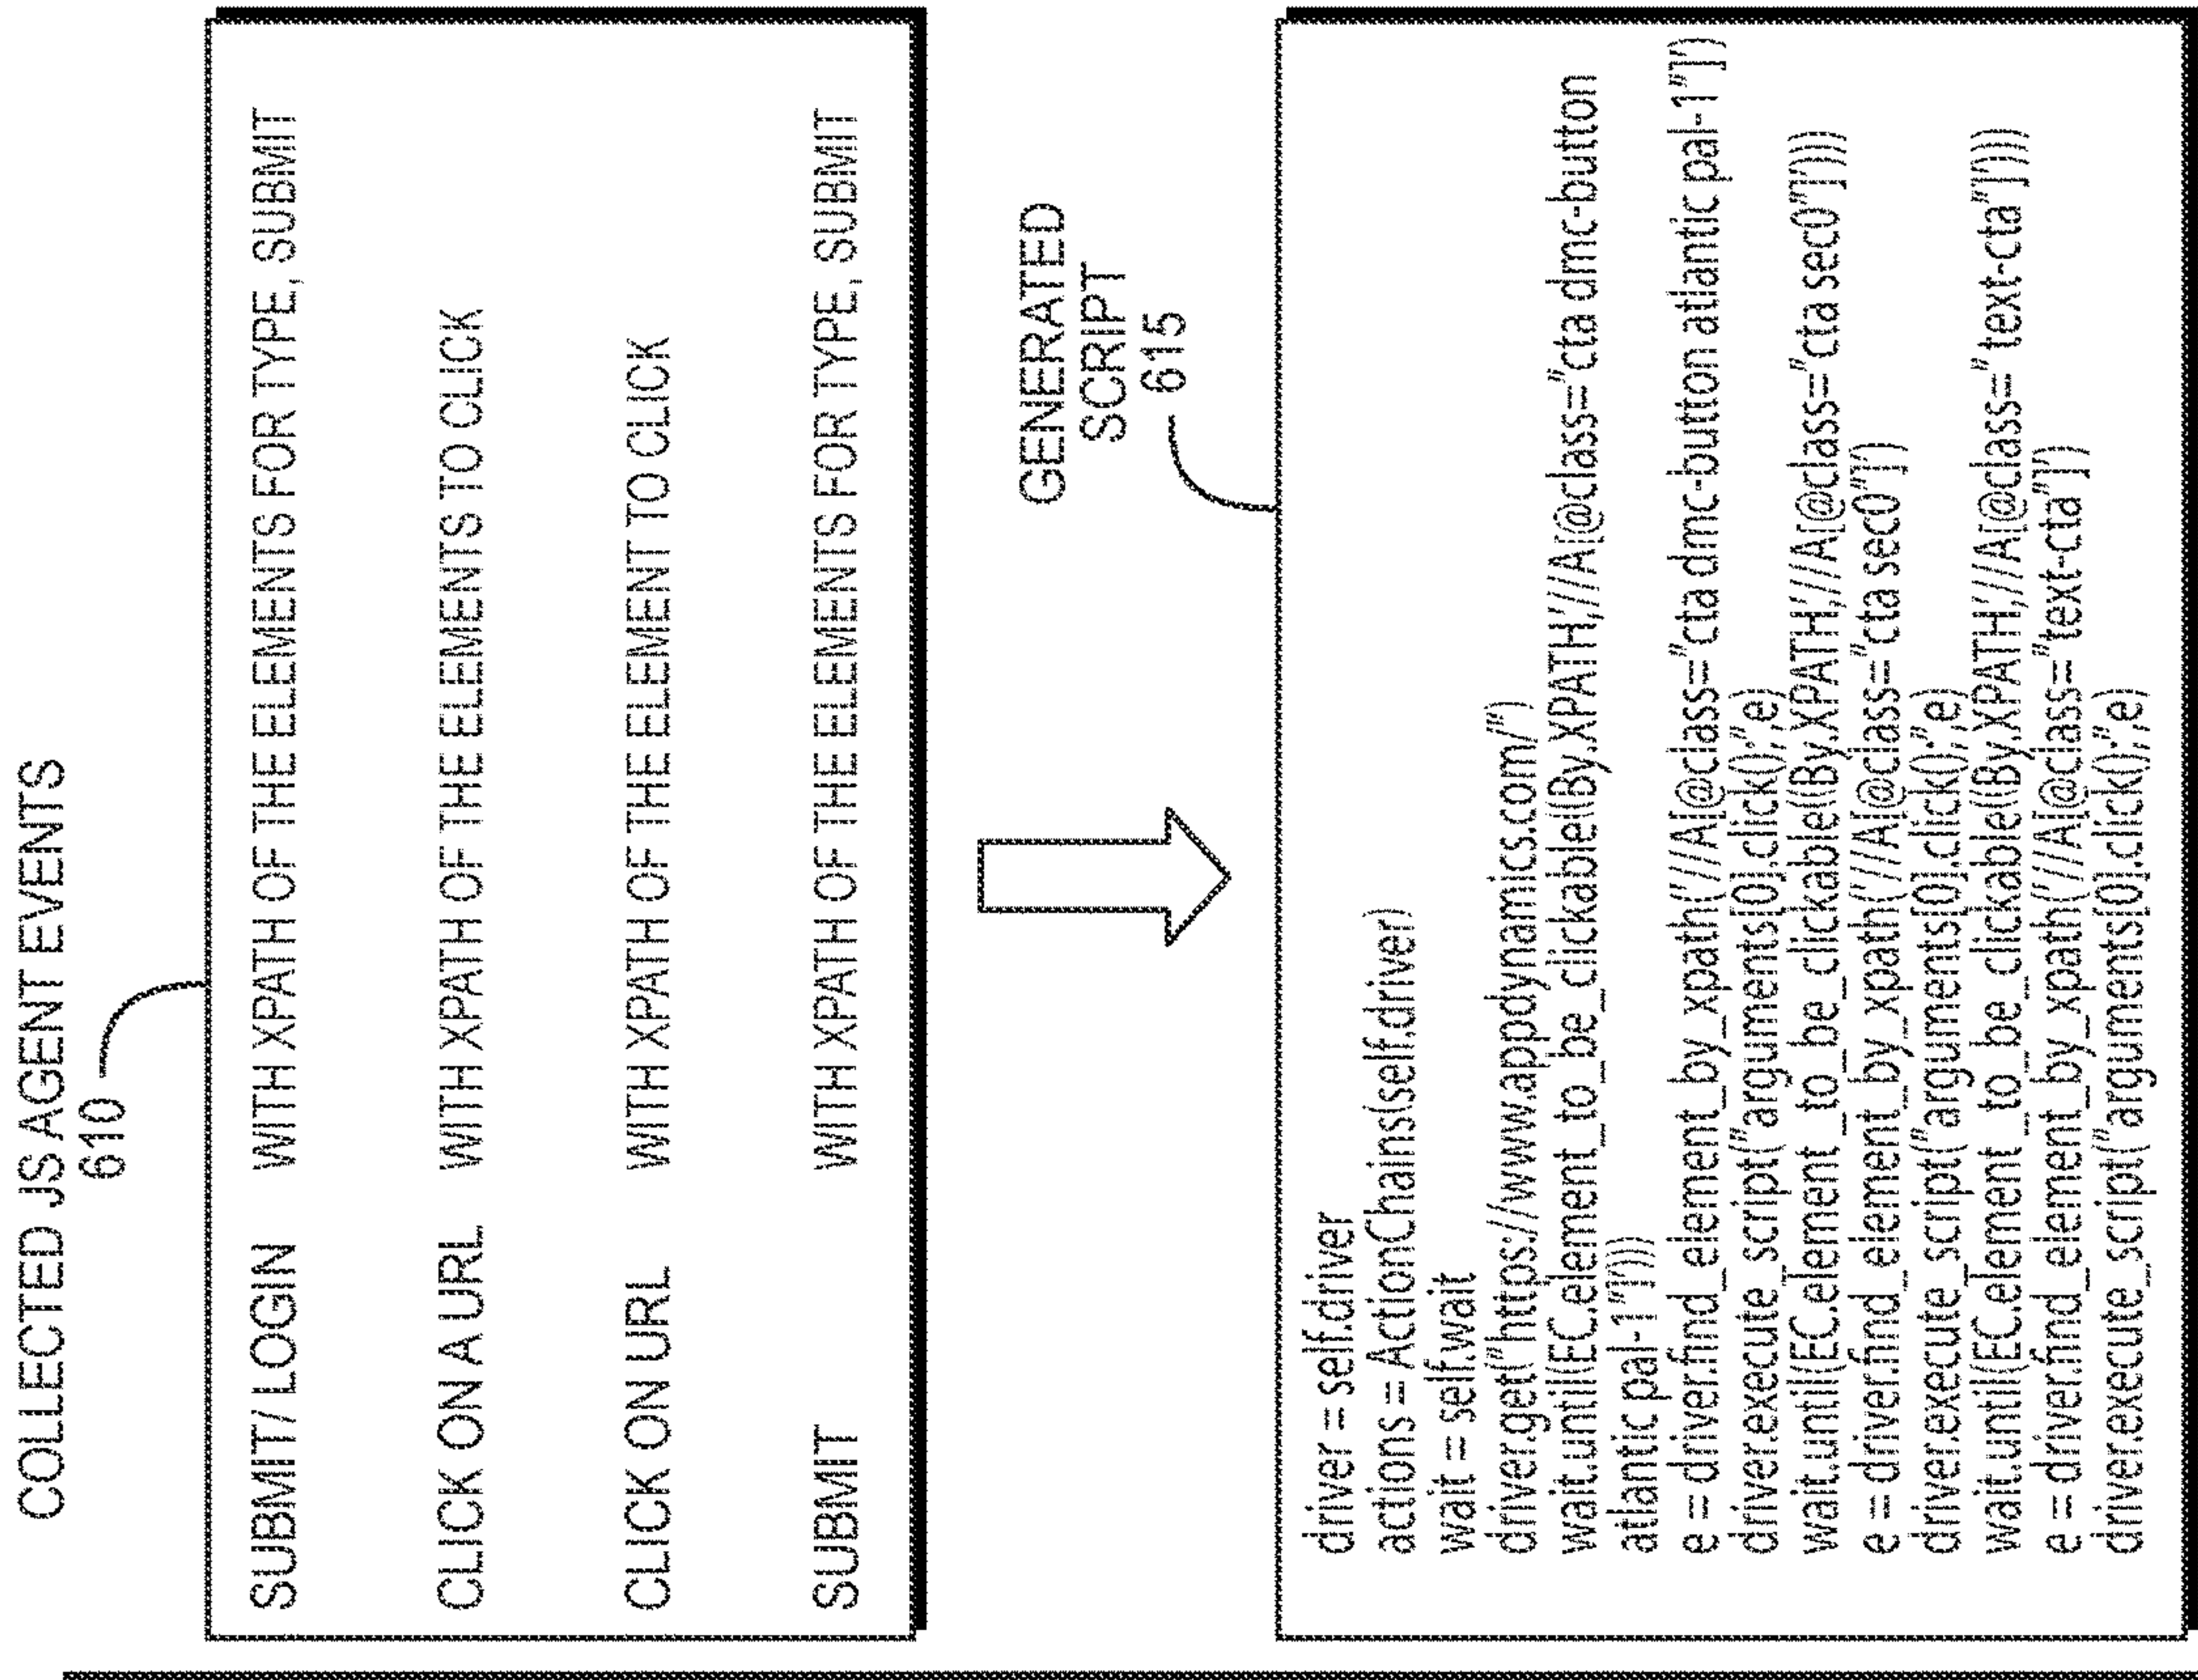 COLLECTED JS AGENT EVENTS
610
SUBMIT/ LOGIN WITH XPATH OF THE ELEMENTS FOR TYPE, SUBMIT
CLICK ON A URL WITH XPATH OF THE ELEMENTS TO CLICK
CLICK ON URL WITH XPATH OF THE ELEMENT TO CLICK
SUBMIT WITH XPATH OF THE ELEMENTS FOR TYPE, SUBMIT
GENERATED
SCRIPT
615
driver = self.driver
actions = ActionChains(self.driver)
wait = self.wait
driver.get("https://www.appdynamics.com/")
wait.until(EC.element_to_be_clickable((By.XPATH,'//A[@class="cta dmc-button
atlantic pal-1"]')))
e = driver.find_element_by_xpath('//A[@class="cta dmc-button atlantic pal-1"]')
driver.execute_script("arguments[0].click();",e)
wait.until(EC.element_to_be_clickable((By.XPATH,'//A[@class="cta sec0"]')))
e = driver.find_element_by_xpath('//A[@class="cta sec0"]')
driver.execute_script("arguments[0].click();",e)
wait.until(EC.element_to_be_clickable((By.XPATH,'//A[@class="text-cta"]')))
e = driver.find_element_by_xpath('//A[@class="text-cta"]')
driver.execute_script("arguments[0].click();",e)